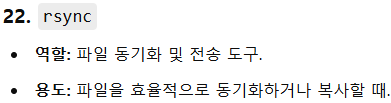 22. rsync
• 역할: 파일 동기화 및 전송 도구.
• 용도: 파일을 효율적으로 동기화하거나 복사할 때.